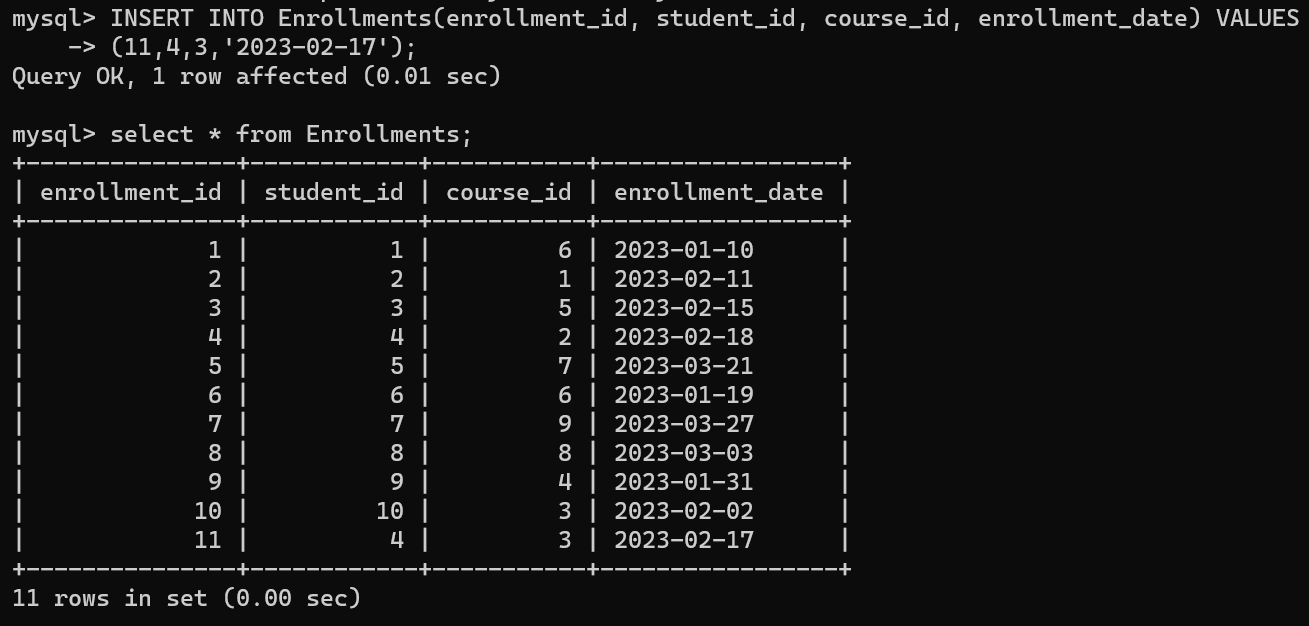 mysql> INSERT INTO Enrollments(enrollment_id, student_id, course_id, enrollment_date) VALUES
    -> (11,4,3,'2023-02-17');
Query OK, 1 row affected (0.01 sec)

mysql> select * from Enrollments;
+---------------+------------+-----------+-----------------+
| enrollment_id | student_id | course_id | enrollment_date |
+---------------+------------+-----------+-----------------+
|             1 |          1 |         6 | 2023-01-10      |
|             2 |          2 |         1 | 2023-02-11      |
|             3 |          3 |         5 | 2023-02-15      |
|             4 |          4 |         2 | 2023-02-18      |
|             5 |          5 |         7 | 2023-03-21      |
|             6 |          6 |         6 | 2023-01-19      |
|             7 |          7 |         9 | 2023-03-27      |
|             8 |          8 |         8 | 2023-03-03      |
|             9 |          9 |         4 | 2023-01-31      |
|            10 |         10 |         3 | 2023-02-02      |
|            11 |          4 |         3 | 2023-02-17      |
+---------------+------------+-----------+-----------------+
11 rows in set (0.00 sec)